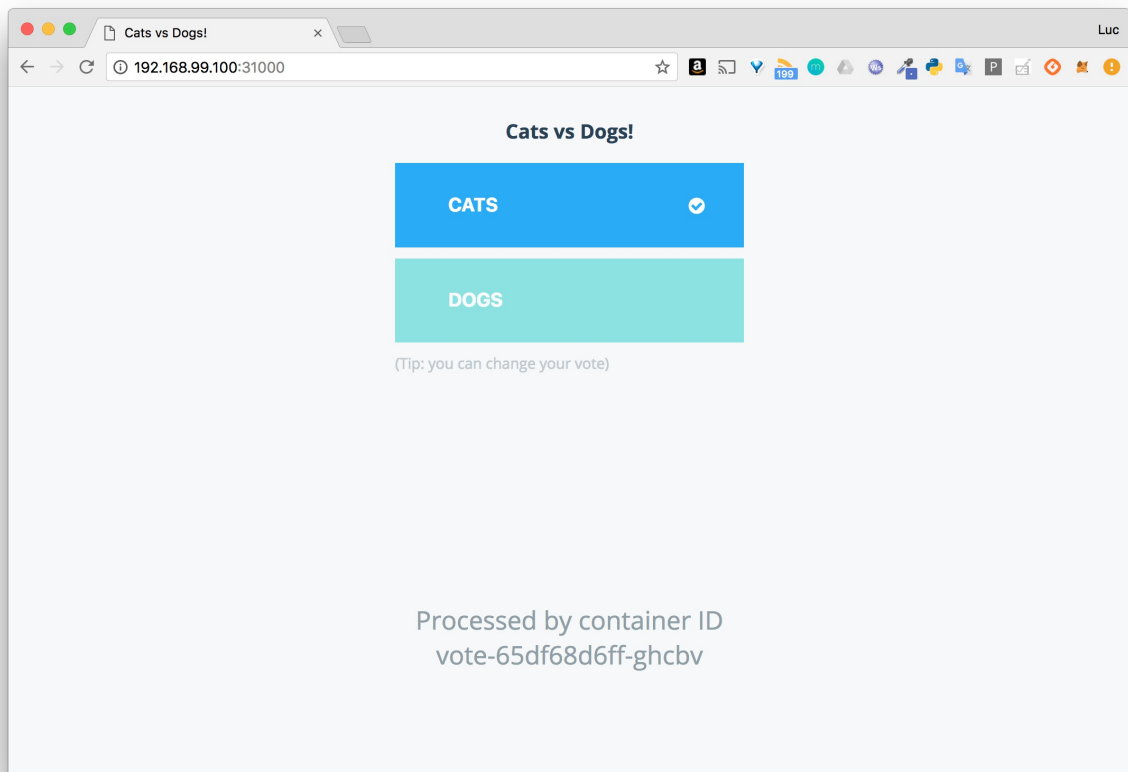 Cats vs Dogs!
Luc
192.168.99.100:31000
199
Cats vs Dogs!
CATS
DOGS
(Tip: you can change your vote)
Processed by container ID
vote-65df68d6ff-ghcbv